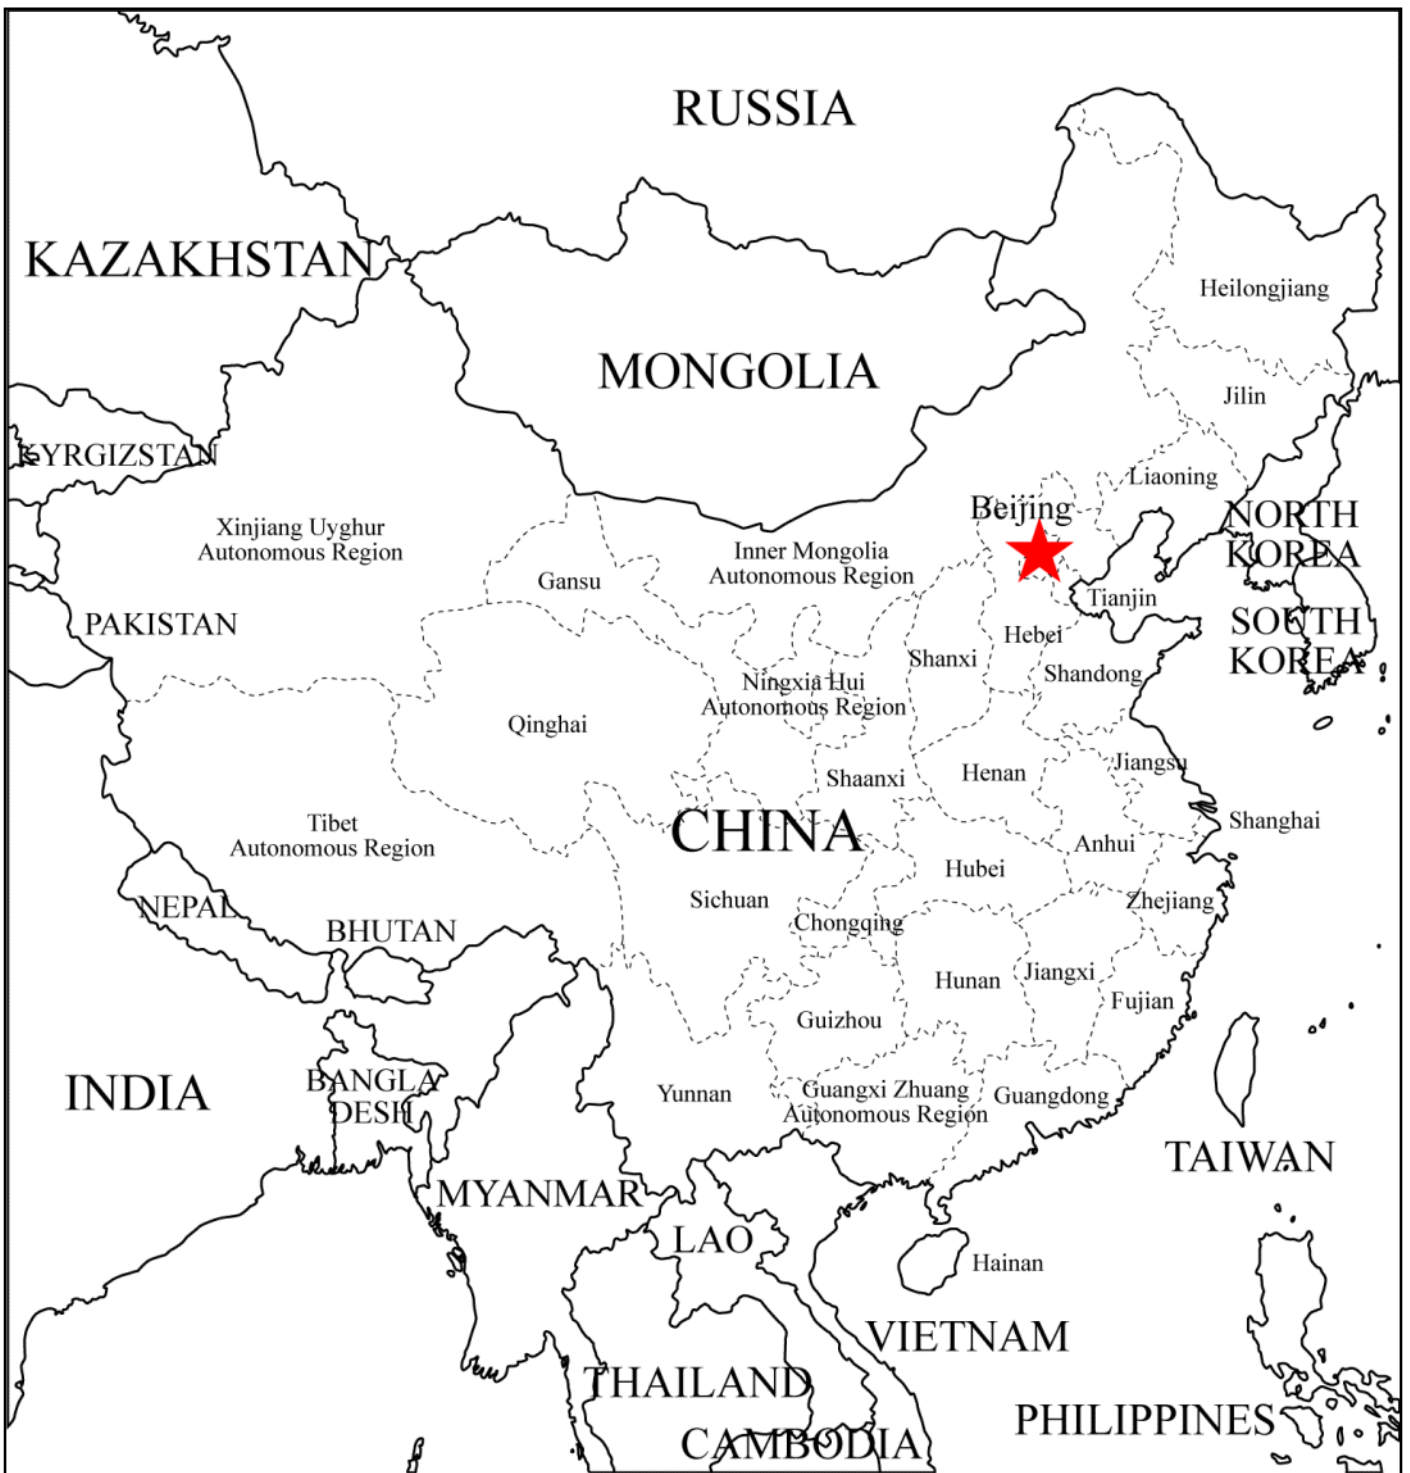 RUSSIA
KAZAKHSTAN
Heilongjiang
MONGOLIA
Jilin
KYRGIZSTAN
Liaoning
Beijing
NORTH
KOREA
Xinjiang Uyghur
Autonomous Region
Inner Mongolia
Autonomous Region
Gansu
Tianjin
PAKISTAN
SOUTH
KOREA
Hebei
Shanxi
Shandong
Ningxia Hui
Autonomous Region
Qinghai
Jiangsu
Henan
Shaanxi
Shanghai
CHINA
Tibet
Autonomous Region
Anhui
Hubei
Sichuan
Zhejiang
NEPAL
Chongqing
BHUTAN
Jiangxi
Hunan
Fujian
Guizhou
INDIA
BANGLA
DESH
Yunnan
Guangxi Zhuang
Autonomous Region
Guangdong
TAIWAN
MYANMAR
LAO
Hainan
VIETNAM
THAILAND
PHILIPPINES
CAMBODIA